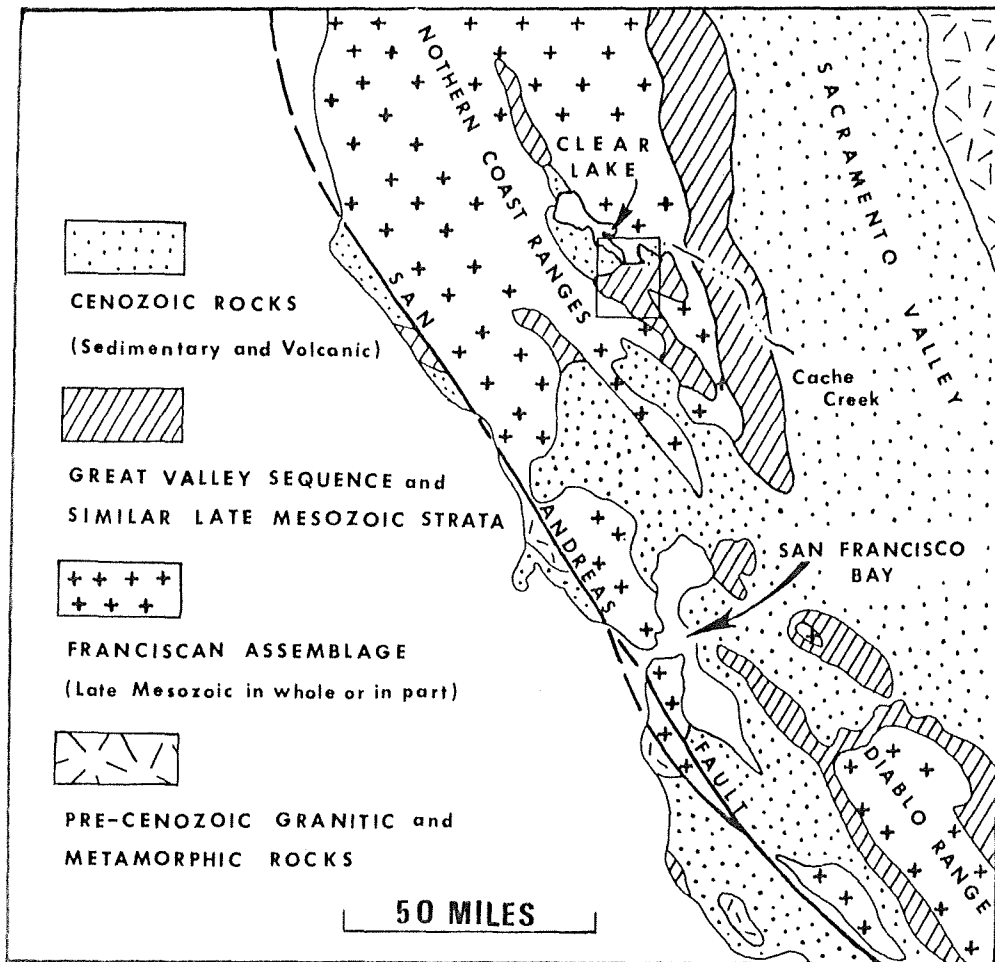 NOTHERN COAST RANGES
CLEAR
LAKE
SACRAMENTO VALLEY
SAN ANDREAS FAULT
Cache
Creek
SAN FRANCISCO
BAY
DIABLO RANGE
CENOZOIC ROCKS
(Sedimentary and Volcanic)
GREAT VALLEY SEQUENCE and
SIMILAR LATE MESOZOIC STRATA
FRANCISCAN ASSEMBLAGE
(Late Mesozoic in whole or in part)
PRE-CENOZOIC GRANITIC and
METAMORPHIC ROCKS
50 MILES